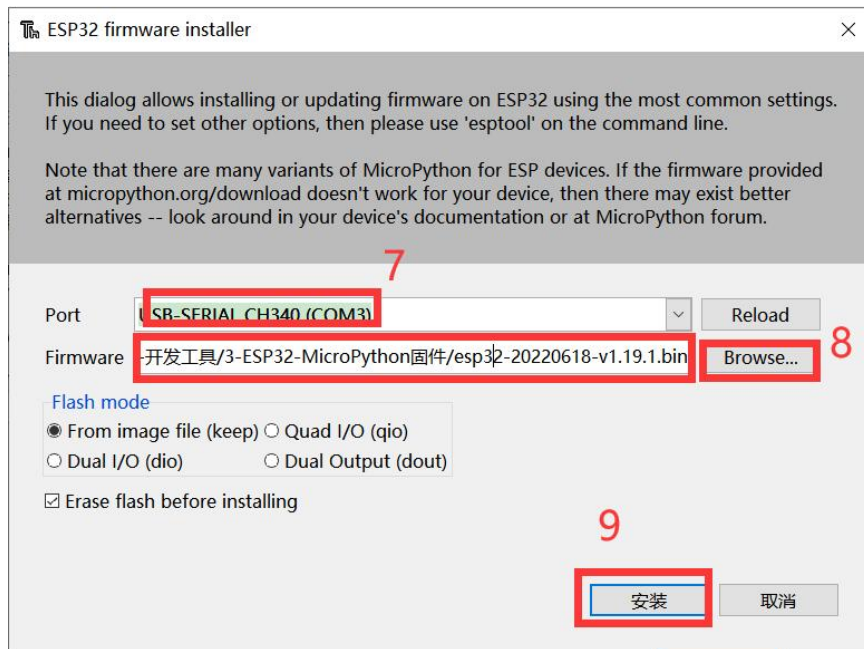 ESP32 firmware installer
This dialog allows installing or updating firmware on ESP32 using the most common settings.
If you need to set other options, then please use 'esptool' on the command line.
Note that there are many variants of MicroPython for ESP devices. If the firmware provided
at micropython.org/download doesn't work for your device, then there may exist better
alternatives -- look around in your device's documentation or at MicroPython forum.
7
Port USB-SERIAL CH340 (COM3) Reload
Firmware -开发工具/3-ESP32-MicroPython固件/esp32-20220618-v1.19.1.bin Browse... 8
Flash mode
From image file (keep) Quad I/O (qio)
Dual I/O (dio) Dual Output (dout)
Erase flash before installing
9
安装 取消